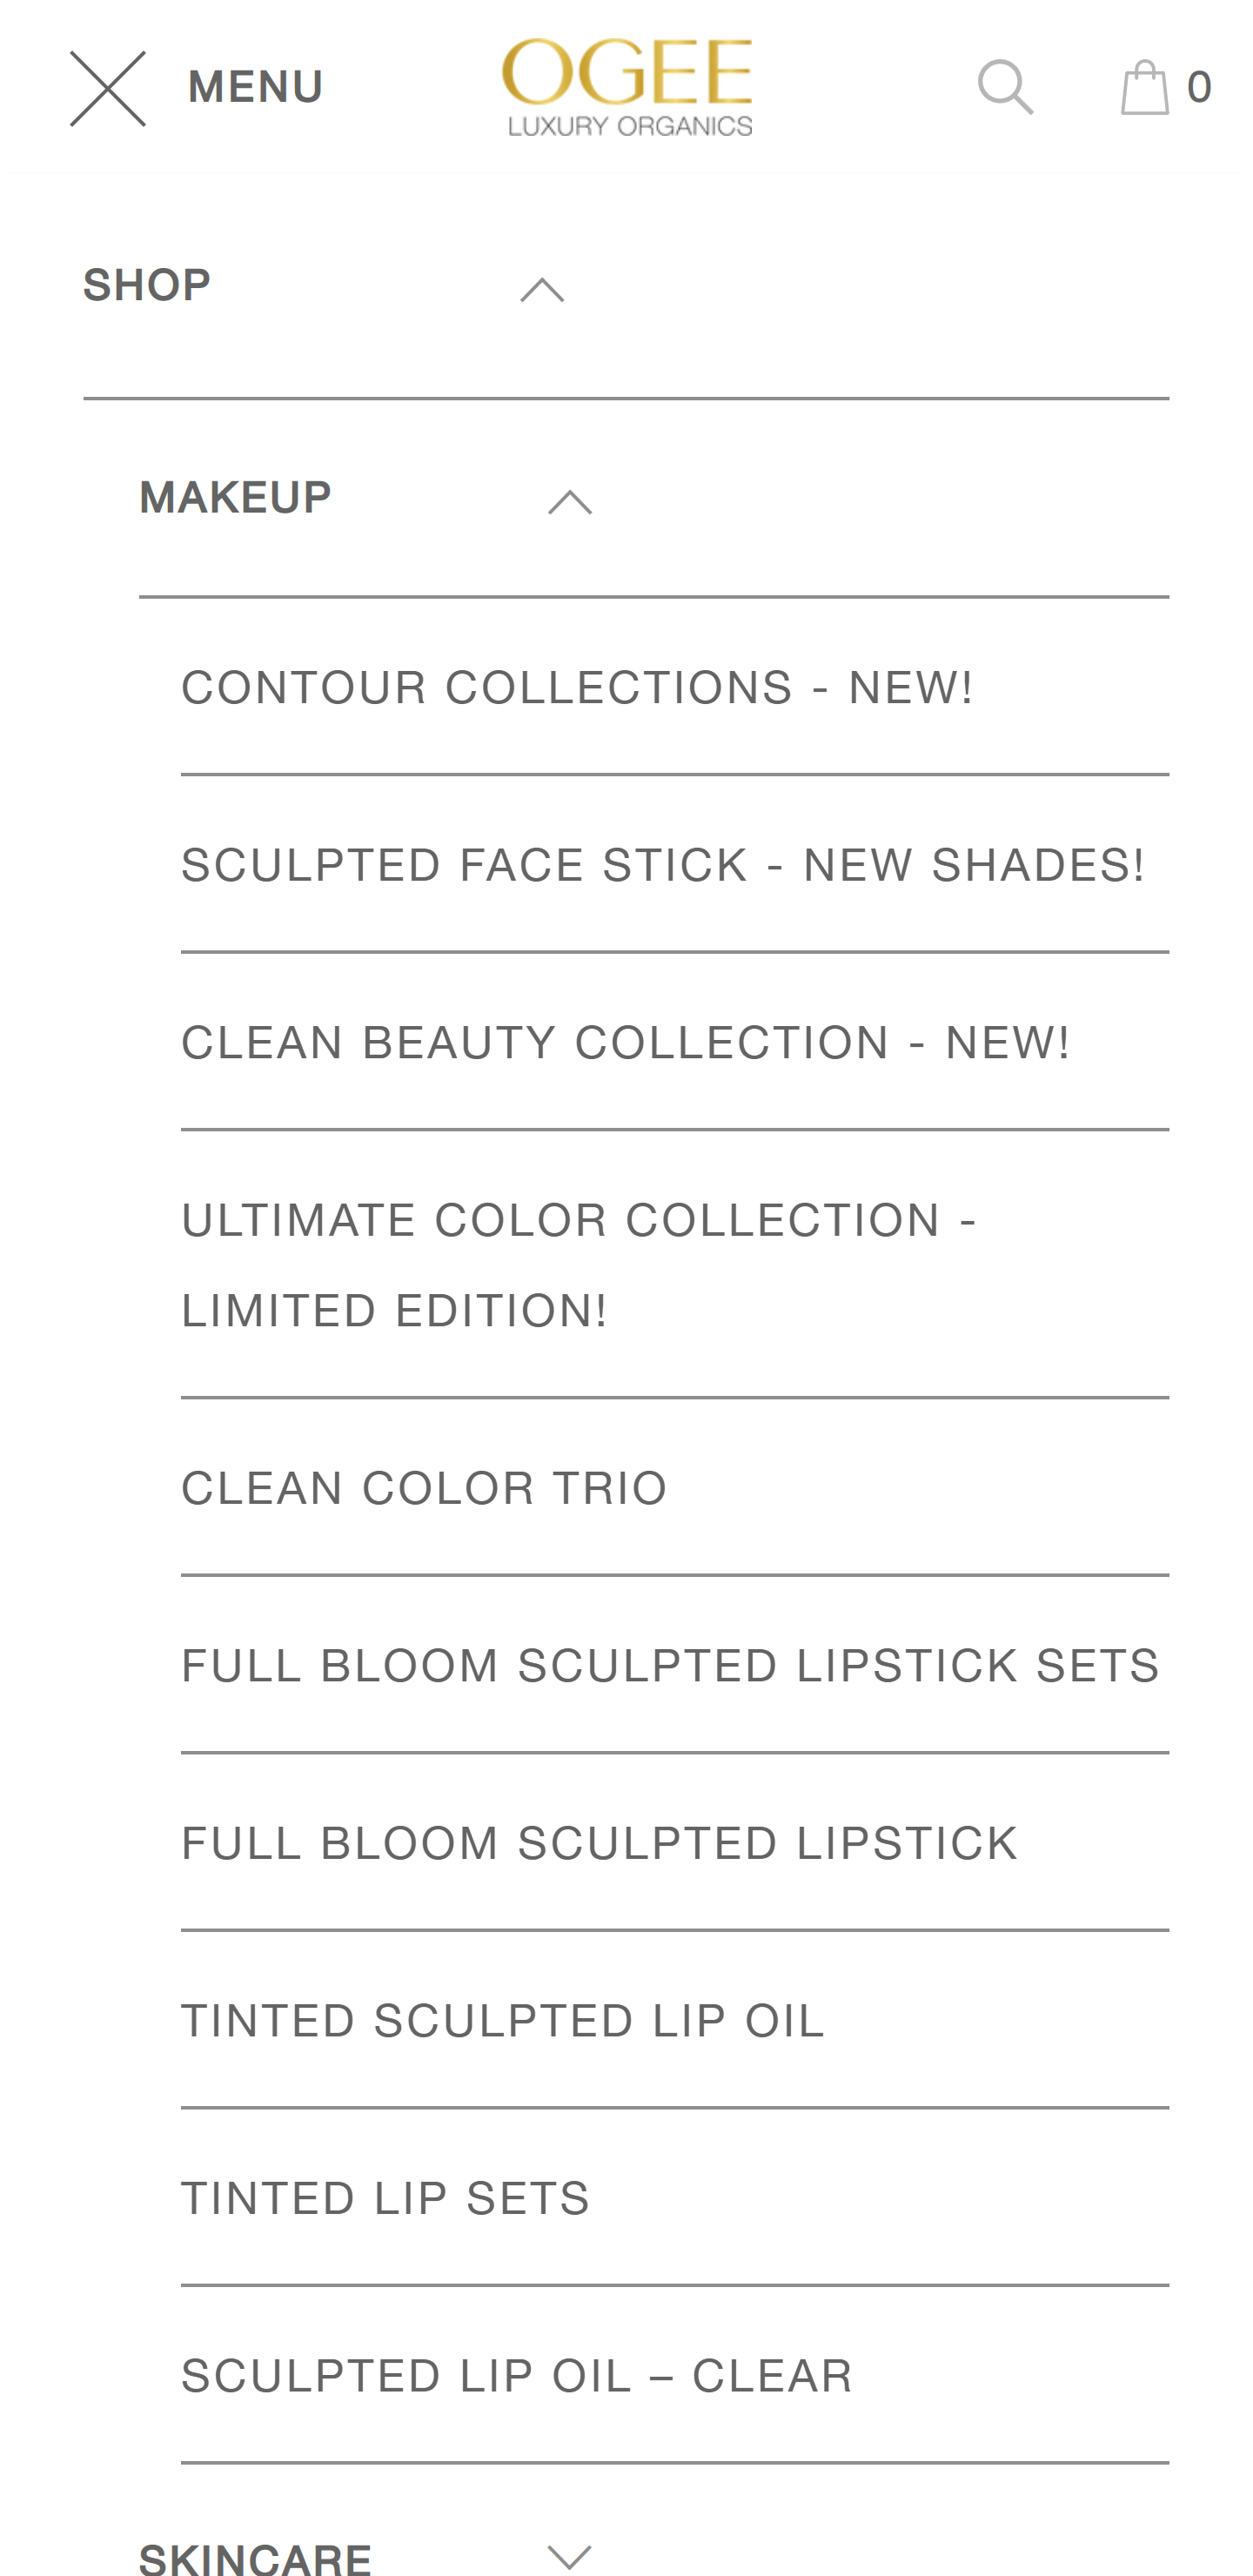 MENU
OGEE
LUXURY ORGANICS
0
SHOP
MAKEUP
CONTOUR COLLECTIONS - NEW!
SCULPTED FACE STICK - NEW SHADES!
CLEAN BEAUTY COLLECTION - NEW!
ULTIMATE COLOR COLLECTION -
LIMITED EDITION!
CLEAN COLOR TRIO
FULL BLOOM SCULPTED LIPSTICK SETS
FULL BLOOM SCULPTED LIPSTICK
TINTED SCULPTED LIP OIL
TINTED LIP SETS
SCULPTED LIP OIL – CLEAR
SKINCARE